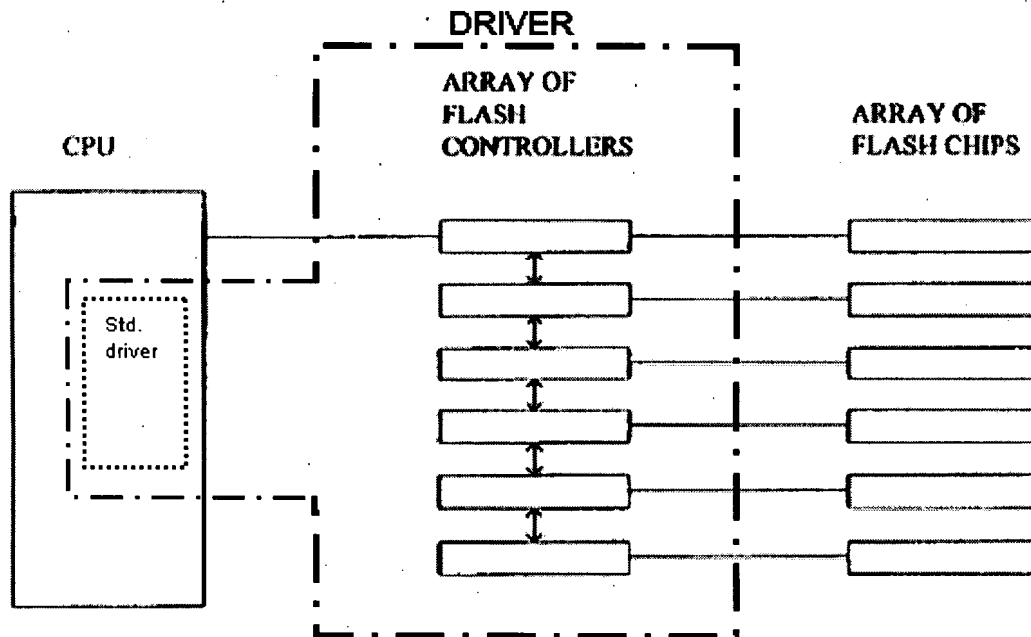 DRIVER
ARRAY OF
FLASH
CONTROLLERS
ARRAY OF
FLASH CHIPS
CPU
Std.
driver